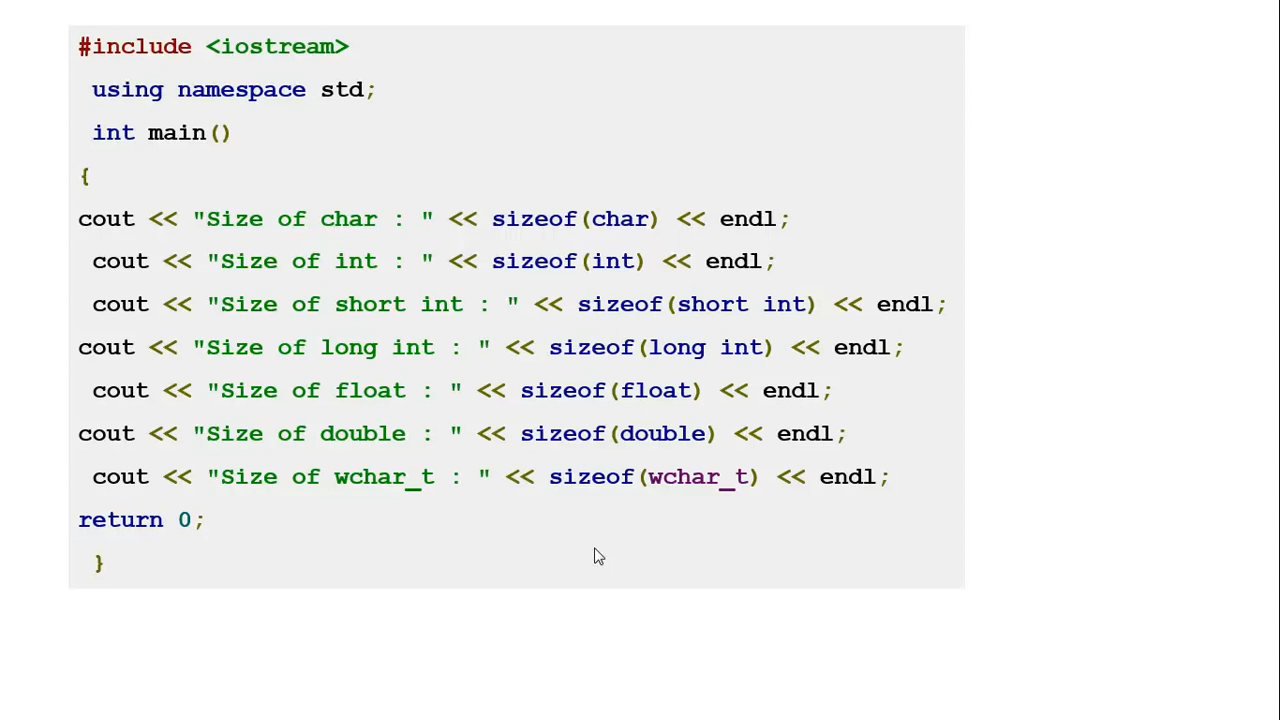 #include <iostream>
using namespace std;
int main()
{
cout << "Size of char : " << sizeof(char) << endl;
cout << "Size of int : " << sizeof(int) << endl;
cout << "Size of short int : " << sizeof(short int) << endl;
cout << "Size of long int : " << sizeof(long int) << endl;
cout << "Size of float : " << sizeof(float) << endl;
cout << "Size of double : " << sizeof(double) << endl;
cout << "Size of wchar_t : " << sizeof(wchar_t) << endl;
return 0;
}